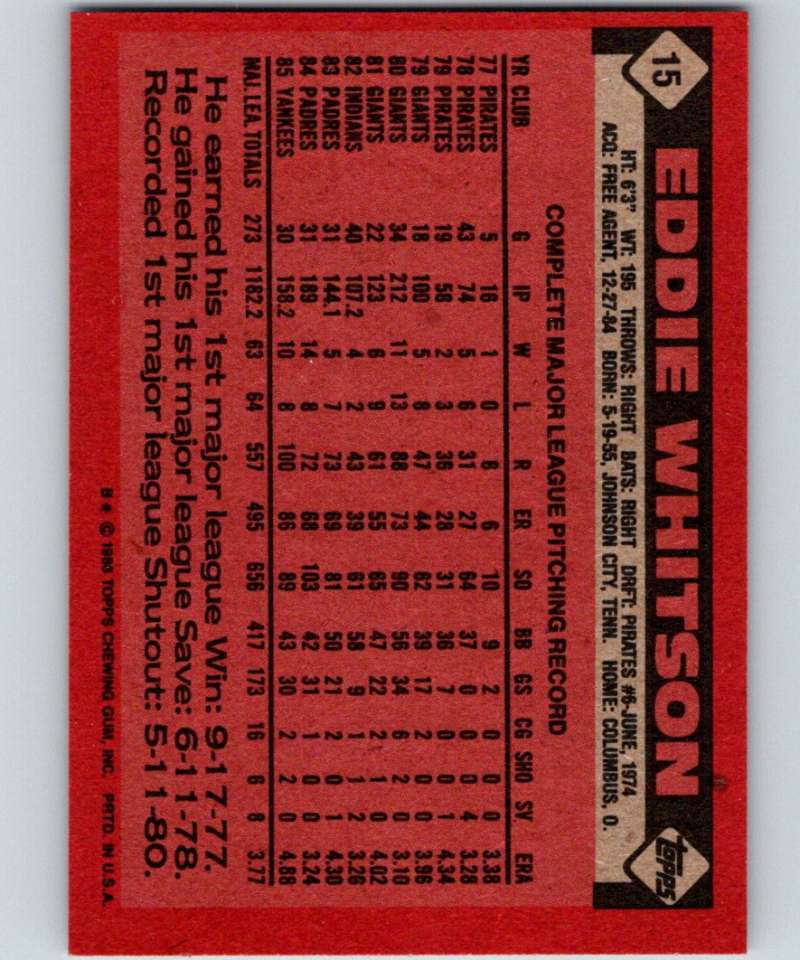 15
EDDIE WHITSON
TOPPS
HT: 6'3" WT: 195 THROWS: RIGHT BATS: RIGHT DRFT: PIRATES #6-JUNE, 1974
ACQ: FREE AGENT, 12-27-84 BORN: 5-19-55, JOHNSON CITY, TENN. HOME: COLUMBUS, O.
COMPLETE MAJOR LEAGUE PITCHING RECORD
YR CLUB G IP W L R ER SO BB GS CG SHO SV ERA
77 PIRATES 5 16 1 0 6 6 10 9 2 0 0 0 3.38
78 PIRATES 43 74 5 6 31 27 64 37 0 0 0 4 3.28
79 PIRATES 19 58 2 3 36 28 31 36 7 0 0 1 4.34
79 GIANTS 18 100 5 8 47 44 62 39 17 2 0 0 3.96
80 GIANTS 34 212 11 13 88 73 90 56 34 6 2 0 3.10
81 GIANTS 22 123 6 9 61 55 65 47 22 2 1 0 4.02
82 INDIANS 40 107.2 4 2 43 39 61 58 9 1 1 2 3.26
83 PADRES 31 144.1 5 7 73 69 81 50 21 2 0 1 4.30
84 PADRES 31 189 14 8 72 68 103 42 31 1 0 0 3.24
85 YANKEES 30 158.2 10 8 100 86 89 43 30 2 2 0 4.88
MAJ. LEA. TOTALS 273 1182.2 63 64 557 495 656 417 173 16 6 8 3.77
He earned his 1st major league Win: 9-17-77.
He gained his 1st major league Save: 6-11-78.
Recorded 1st major league Shutout: 5-11-80.
B* © 1986 TOPPS CHEWING GUM, INC. PRTD. IN U.S.A.